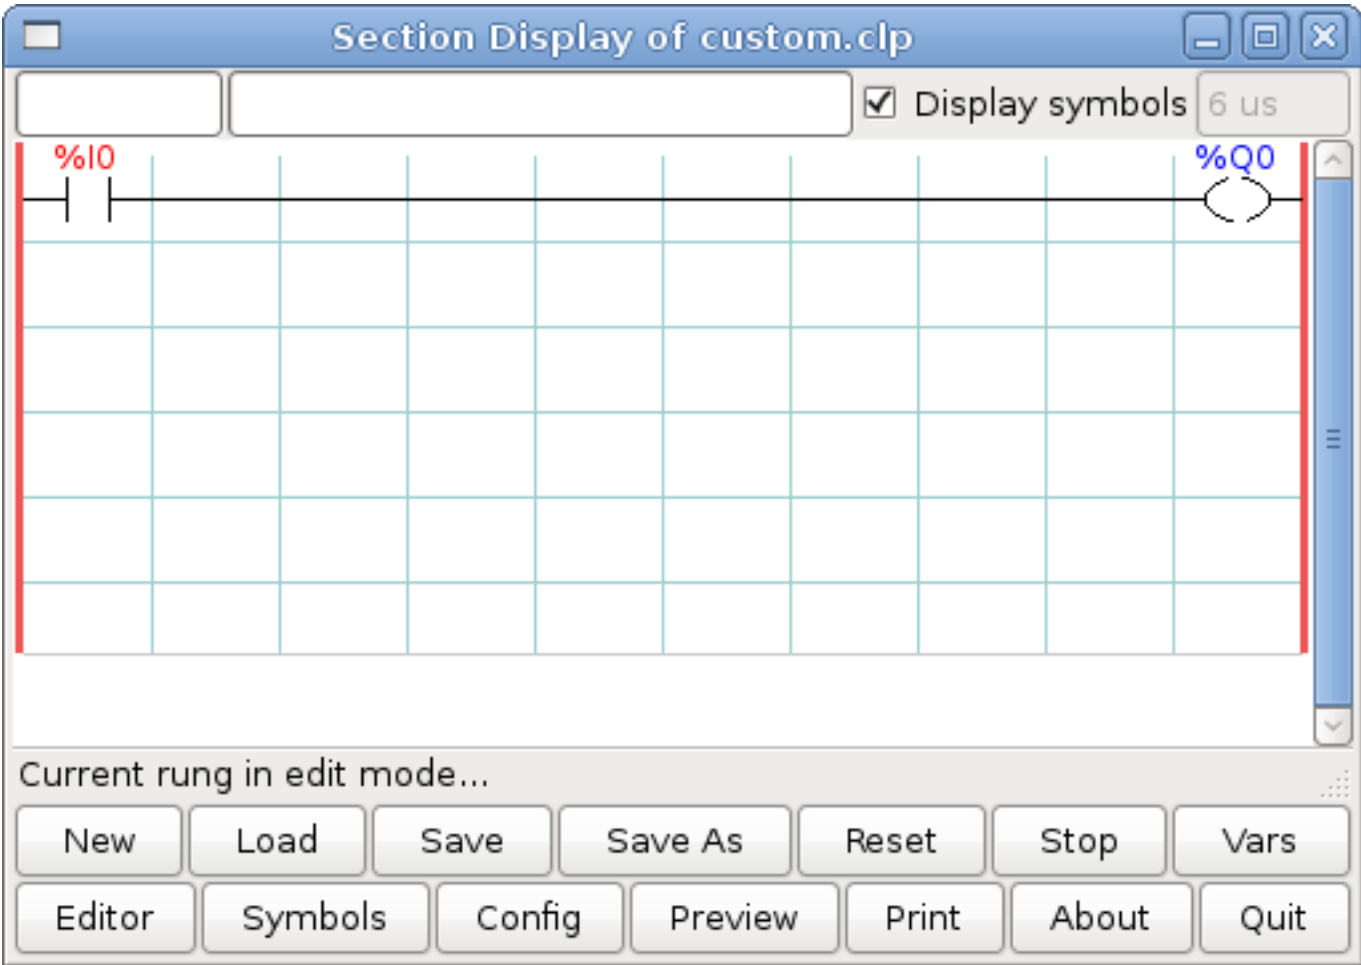 Section Display of custom.clp
Display symbols 6 us
%I0 %Q0
Current rung in edit mode...
New Load Save Save As Reset Stop Vars
Editor Symbols Config Preview Print About Quit